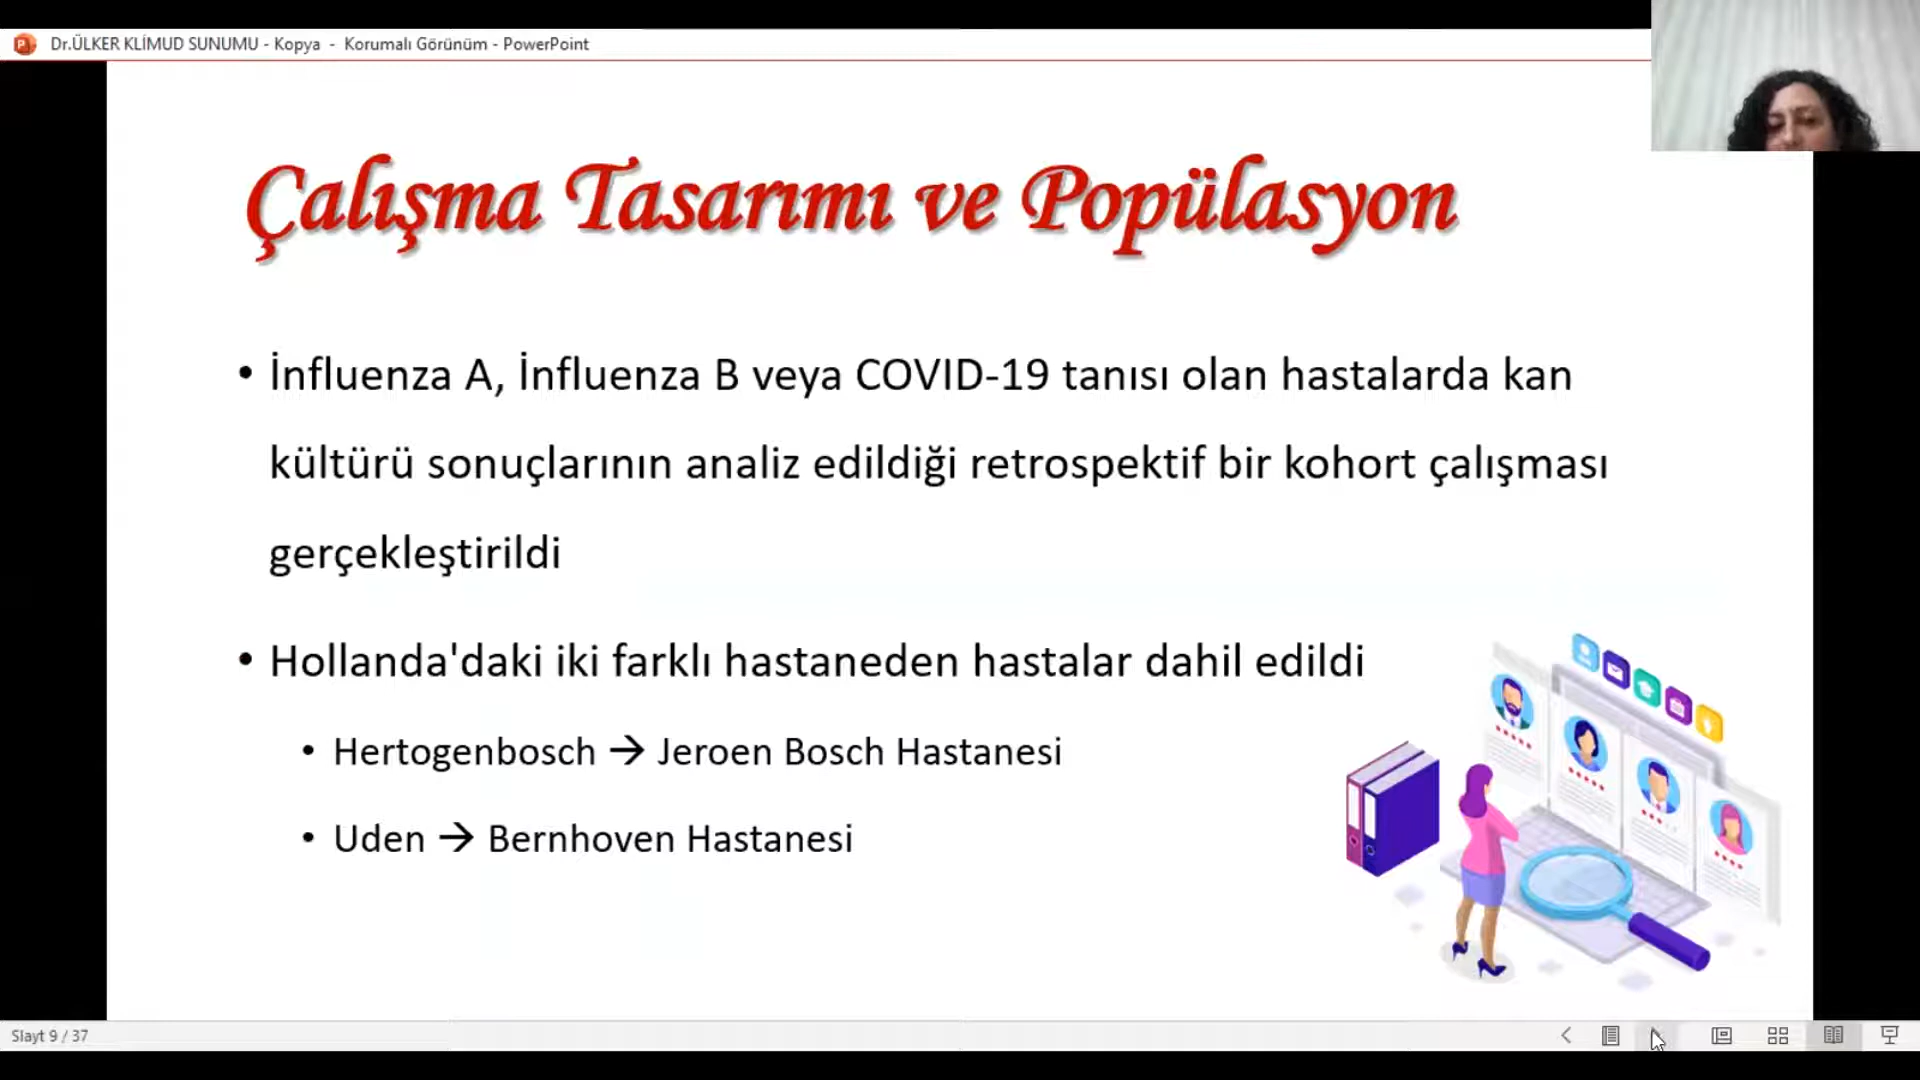 Dr.ÜLKER KLİMUD SUNUMU - Kopya - Korumalı Görünüm - PowerPoint
Çalışma Tasarımı ve Popülasyon
• İnfluenza A, İnfluenza B veya COVID-19 tanısı olan hastalarda kan
kültürü sonuçlarının analiz edildiği retrospektif bir kohort çalışması
gerçekleştirildi
• Hollanda'daki iki farklı hastaneden hastalar dahil edildi
• Hertogenbosch → Jeroen Bosch Hastanesi
• Uden → Bernhoven Hastanesi
Slayt 9 / 37